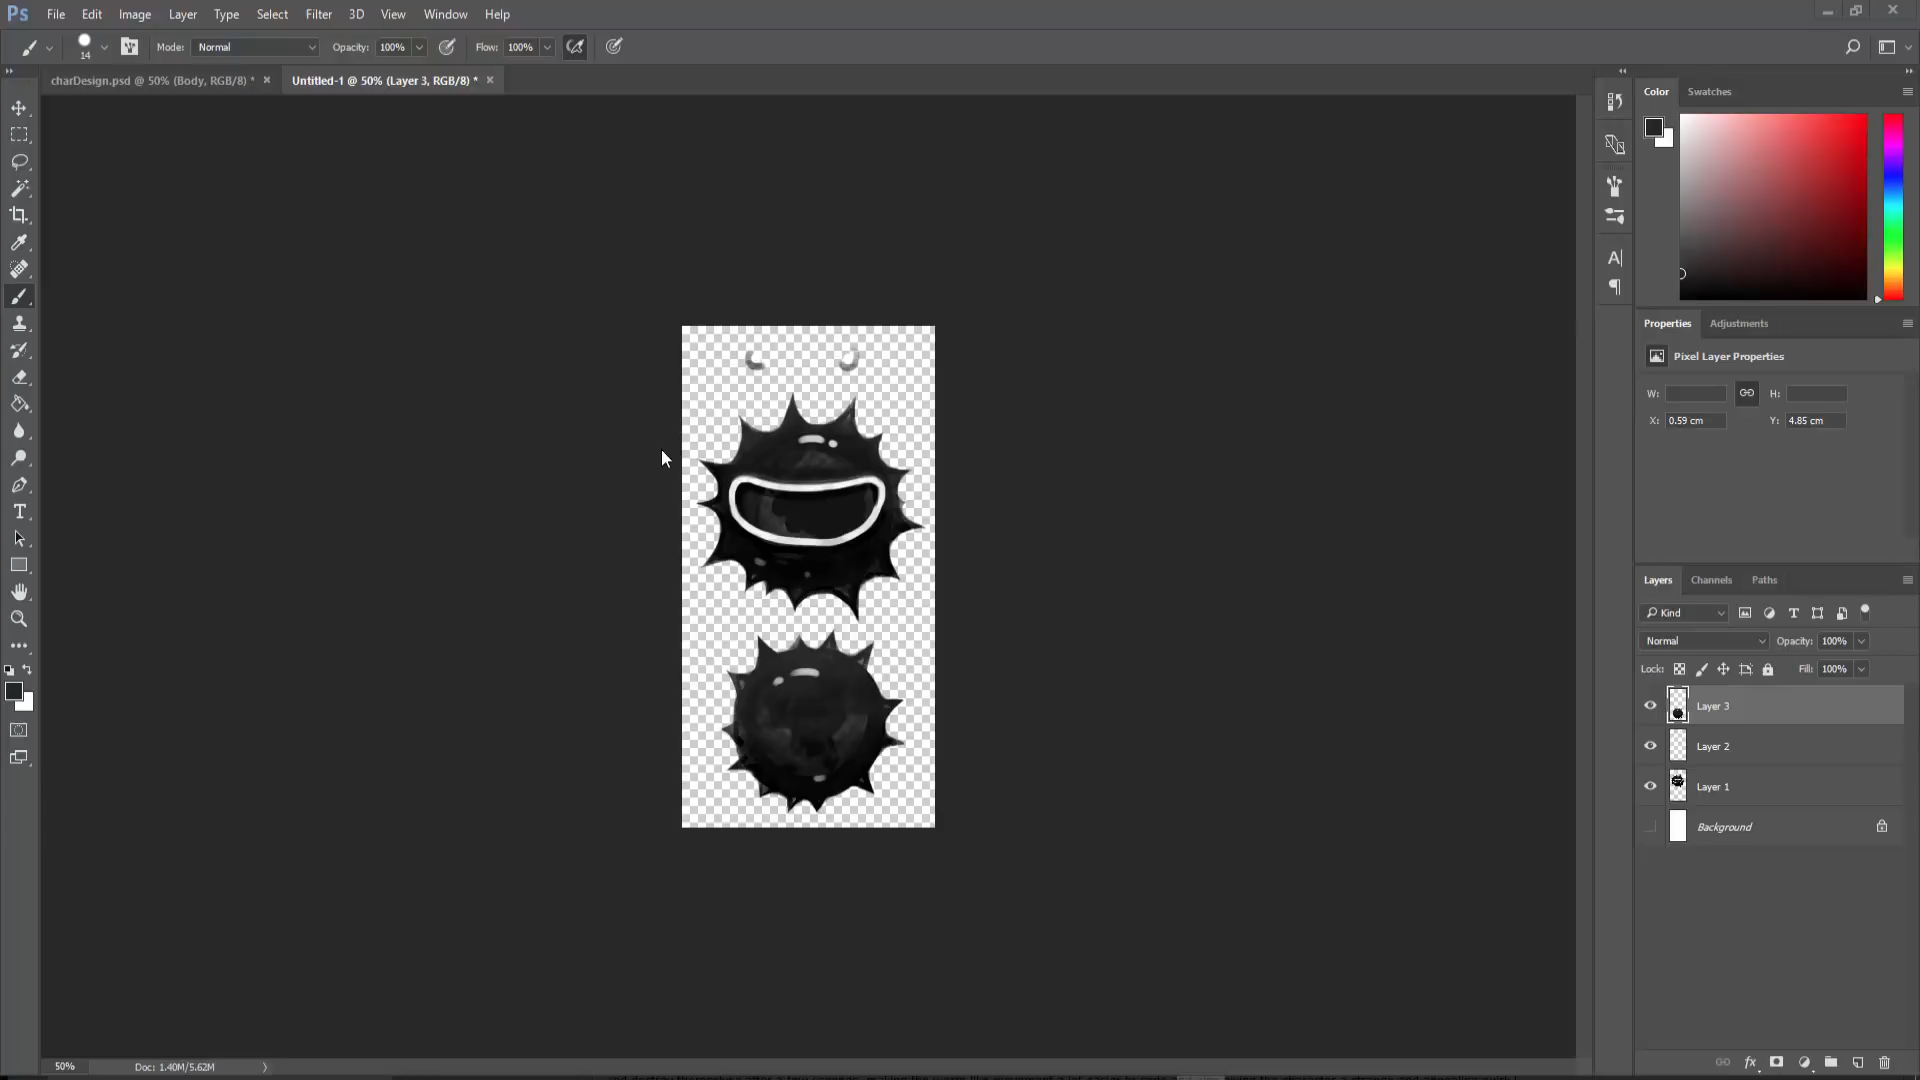 Ps File Edit Image Layer Type Select Filter 3D View Window Help
14 Mode: Normal Opacity: 100% Flow: 100%
charDesign.psd @ 50% (Body, RGB/8) * × Untitled-1 @ 50% (Layer 3, RGB/8) * ×
Color Swatches
Properties Adjustments
Pixel Layer Properties
W: H:
X: 0.59 cm Y: 4.85 cm
Layers Channels Paths
Kind
Normal Opacity: 100%
Lock: Fill: 100%
Layer 3
Layer 2
Layer 1
Background
50% Doc: 1.40M/5.62M